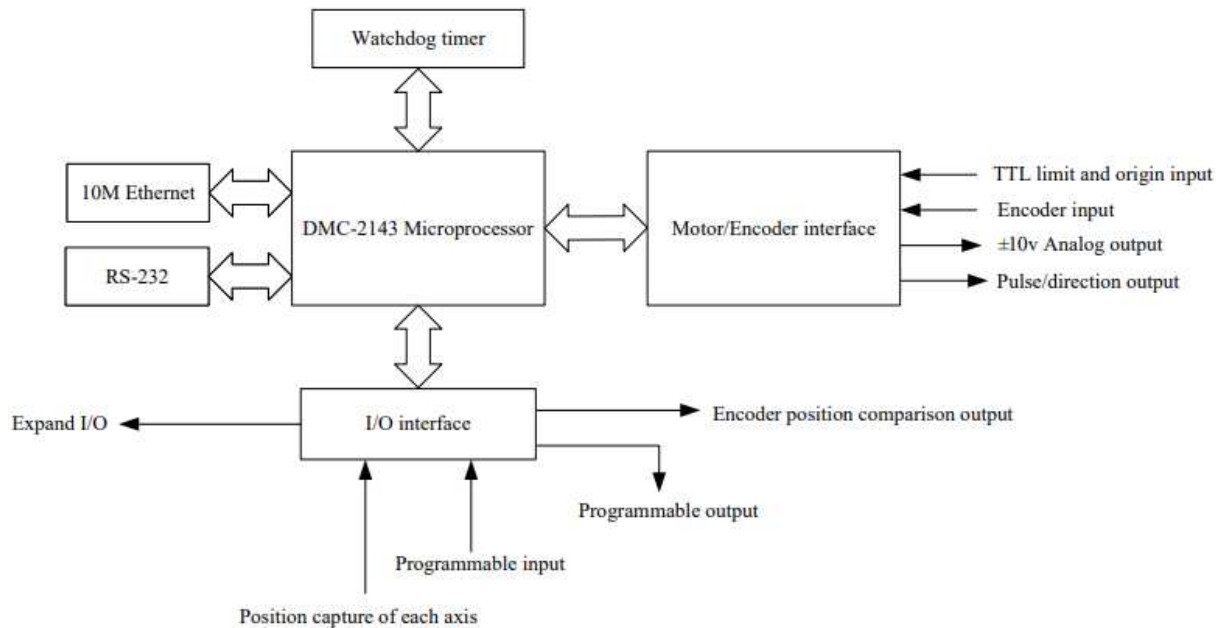 Watchdog timer
10M Ethernet
RS-232
DMC-2143 Microprocessor
Motor/Encoder interface
TTL limit and origin input
Encoder input
±10v Analog output
Pulse/direction output
Expand I/O
I/O interface
Encoder position comparison output
Programmable output
Programmable input
Position capture of each axis